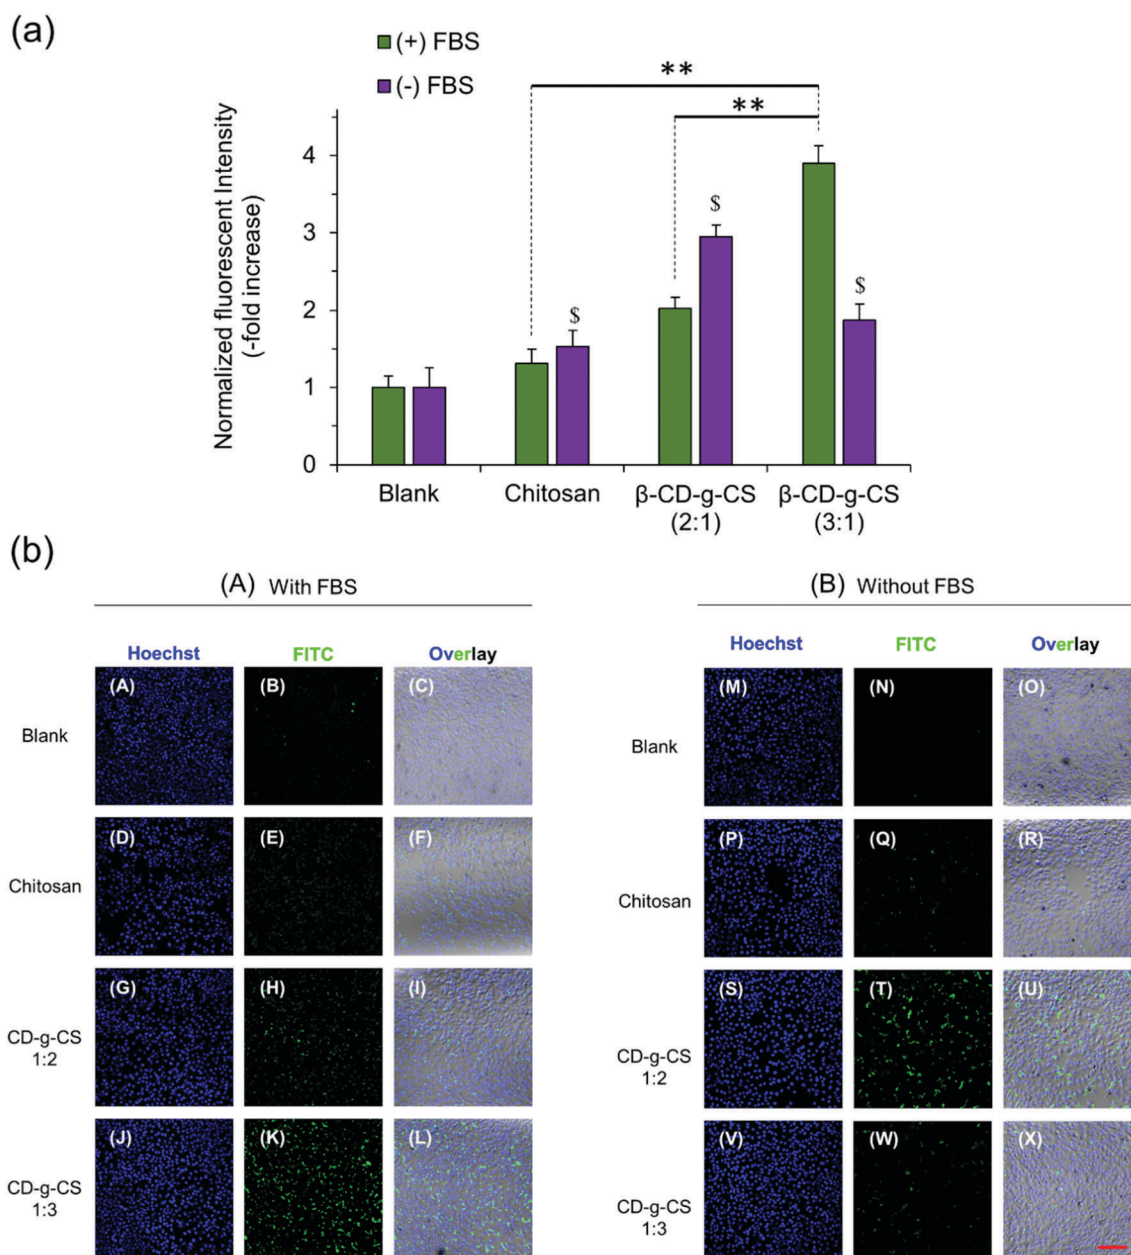 (a)
(+) FBS
(-) FBS
**
**
Normalized fluorescent Intensity
(-fold increase)
4
3
2
1
0
$
$
$
Blank
Chitosan
β-CD-g-CS
(2:1)
β-CD-g-CS
(3:1)
(b)
(A) With FBS
Hoechst
FITC
Overlay
Blank
(A)
(B)
(C)
Chitosan
(D)
(E)
(F)
CD-g-CS
1:2
(G)
(H)
(I)
CD-g-CS
1:3
(J)
(K)
(L)
(B) Without FBS
Hoechst
FITC
Overlay
Blank
(M)
(N)
(O)
Chitosan
(P)
(Q)
(R)
CD-g-CS
1:2
(S)
(T)
(U)
CD-g-CS
1:3
(V)
(W)
(X)